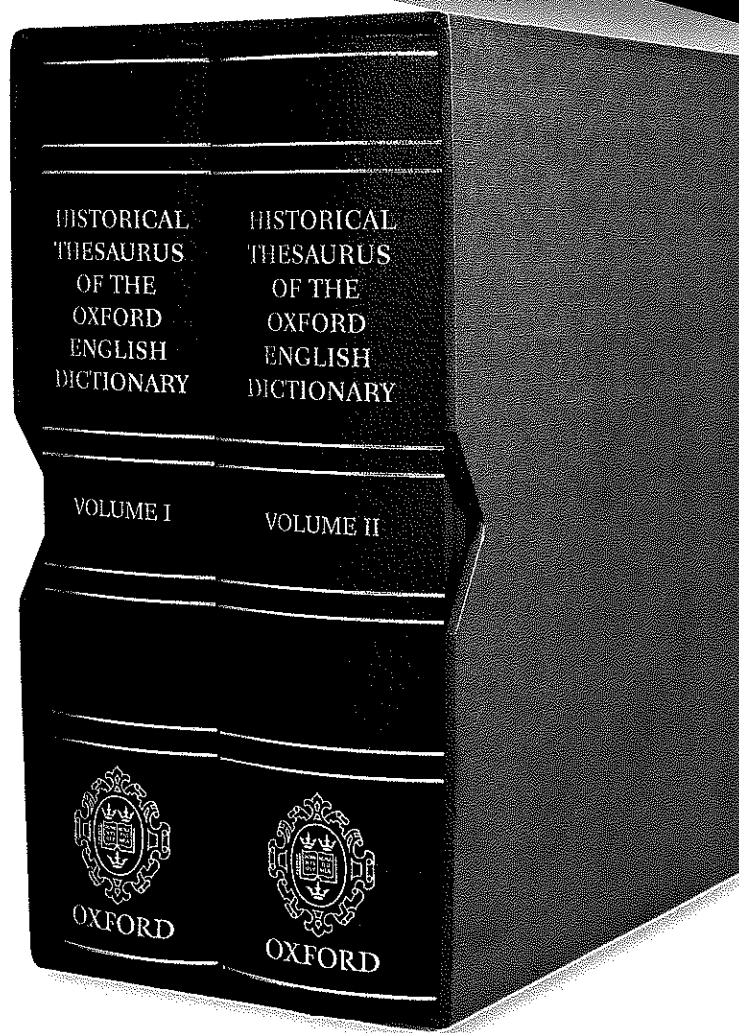 HISTORICAL
THESAURUS
OF THE
OXFORD
ENGLISH
DICTIONARY
VOLUME I
OXFORD
HISTORICAL
THESAURUS
OF THE
OXFORD
ENGLISH
DICTIONARY
VOLUME II
OXFORD